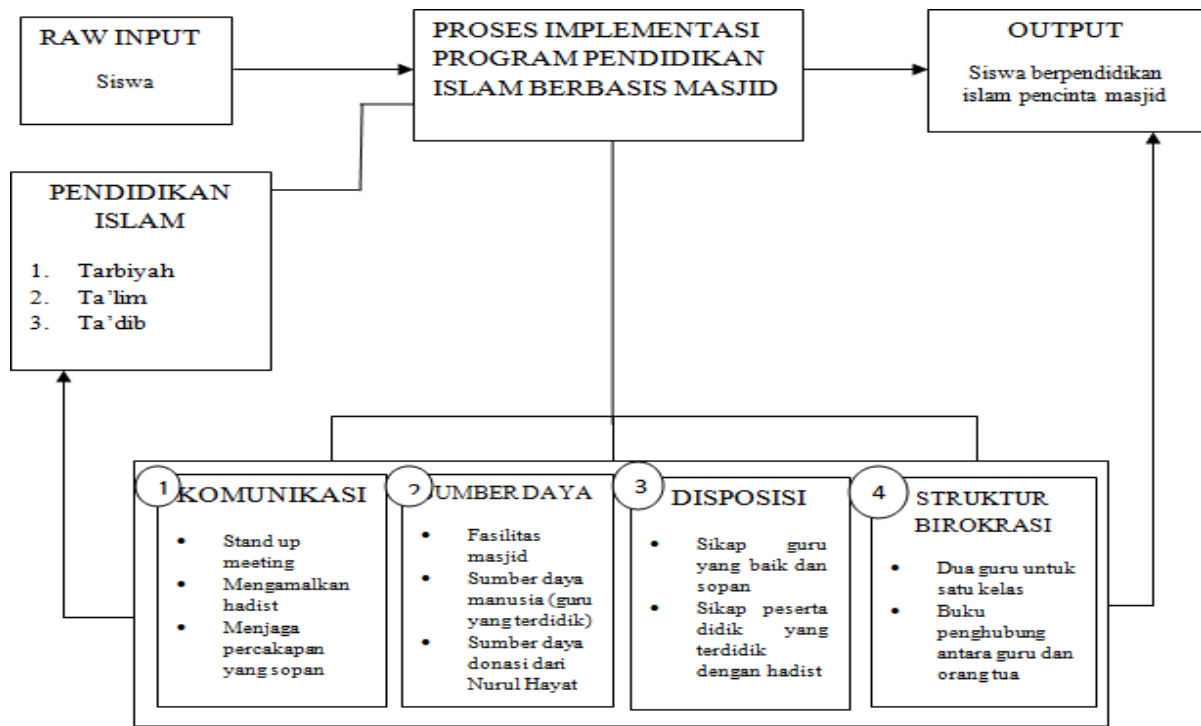 RAW INPUT
Siswa
PROSES IMPLEMENTASI
PROGRAM PENDIDIKAN
ISLAM BERBASIS MASJID
OUTPUT
Siswa berpendidikan
islam pencinta masjid
PENDIDIKAN
ISLAM
1. Tarbiyah
2. Ta’lim
3. Ta’dib
1
KOMUNIKASI
• Stand up
meeting
• Mengamalkan
hadist
• Menjaga
percakapan
yang sopan
2
SUMBER DAYA
• Fasilitas
masjid
• Sumber daya
manusia (guru
yang terdidik)
• Sumber daya
donasi dari
Nurul Hayat
3
DISPOSISI
• Sikap guru
yang baik dan
sopan
• Sikap peserta
didik yang
terdidik
dengan hadist
4
STRUKTUR
BIROKRASI
• Dua guru untuk
satu kelas
• Buku
penghubung
antara guru dan
orang tua